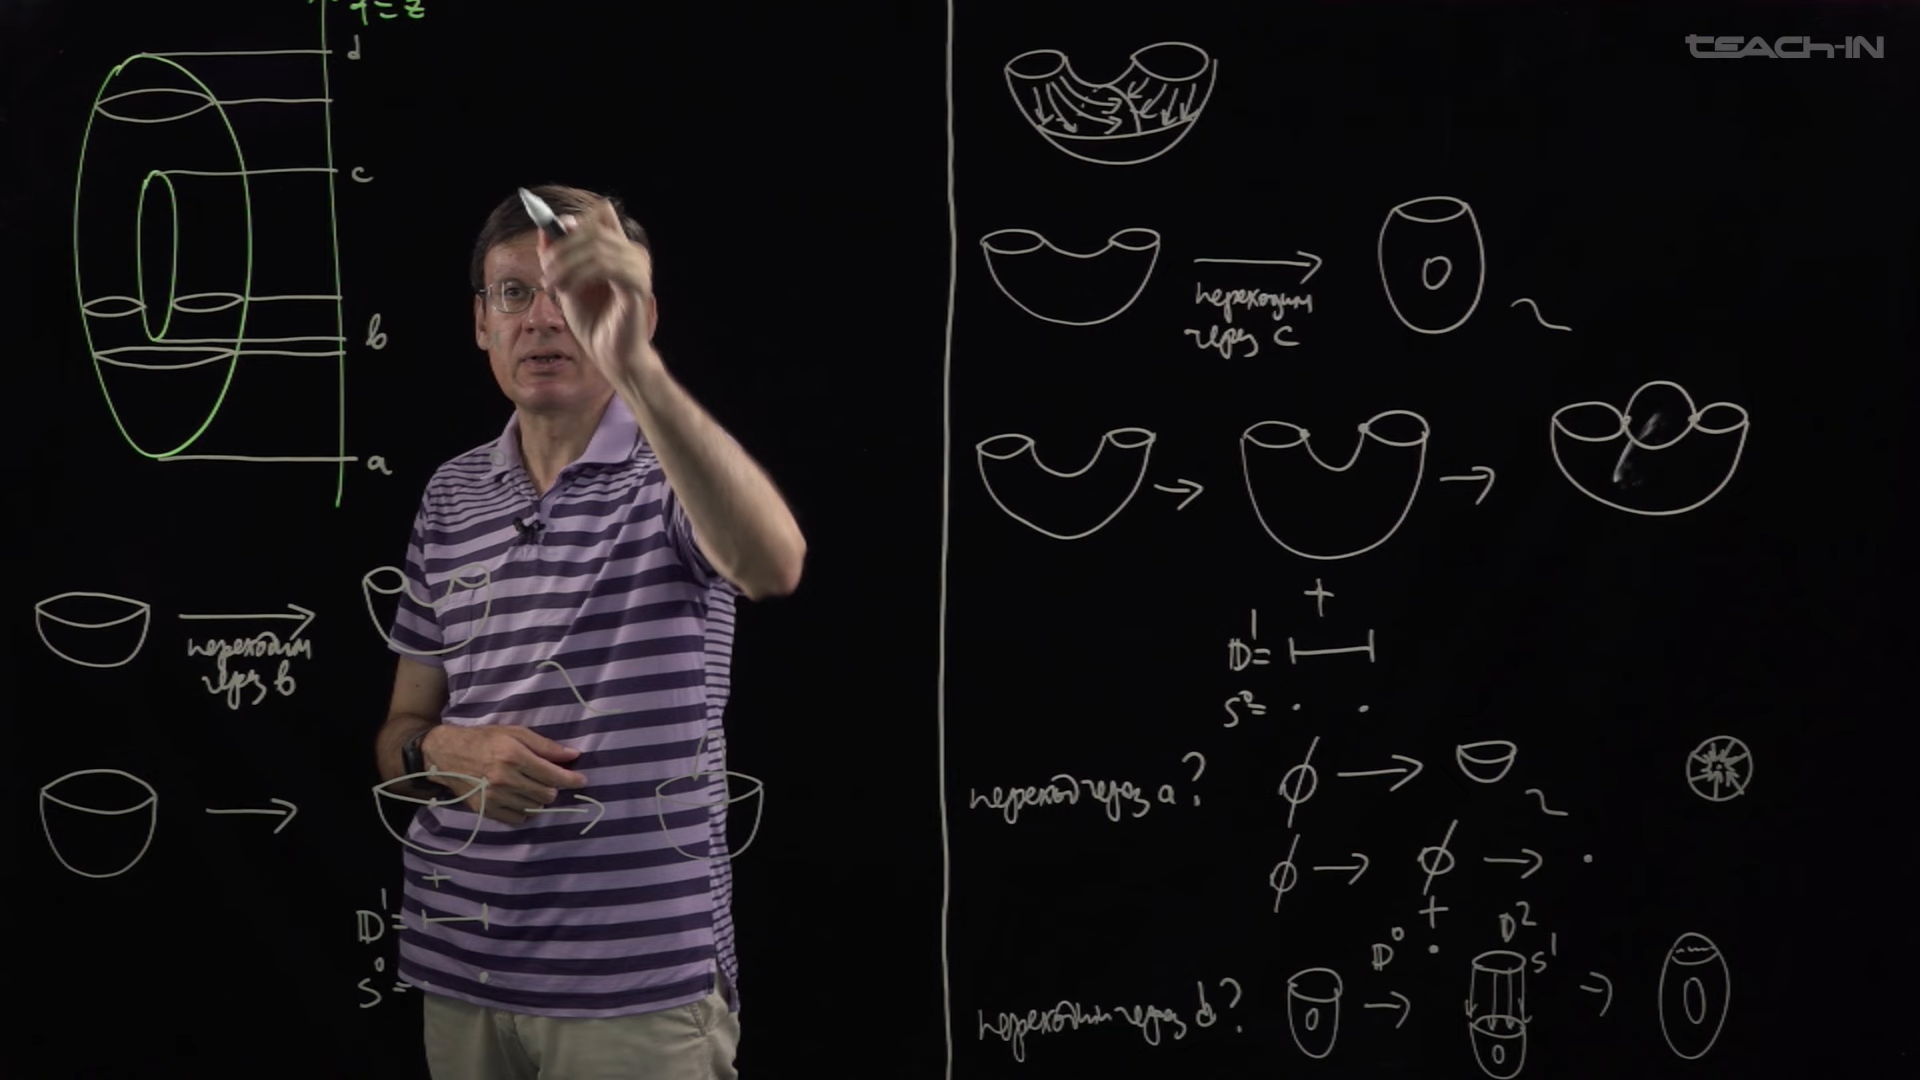 f=z
d
c
b
a
переходим
через b
+
D¹=
S⁰=
TEACH-IN
переходим
через c
~
+
D¹=
S⁰=
переход через a?
∅ → ~
∅ → ∅ → ·
+
D⁰
D²
S¹
переходим через d?